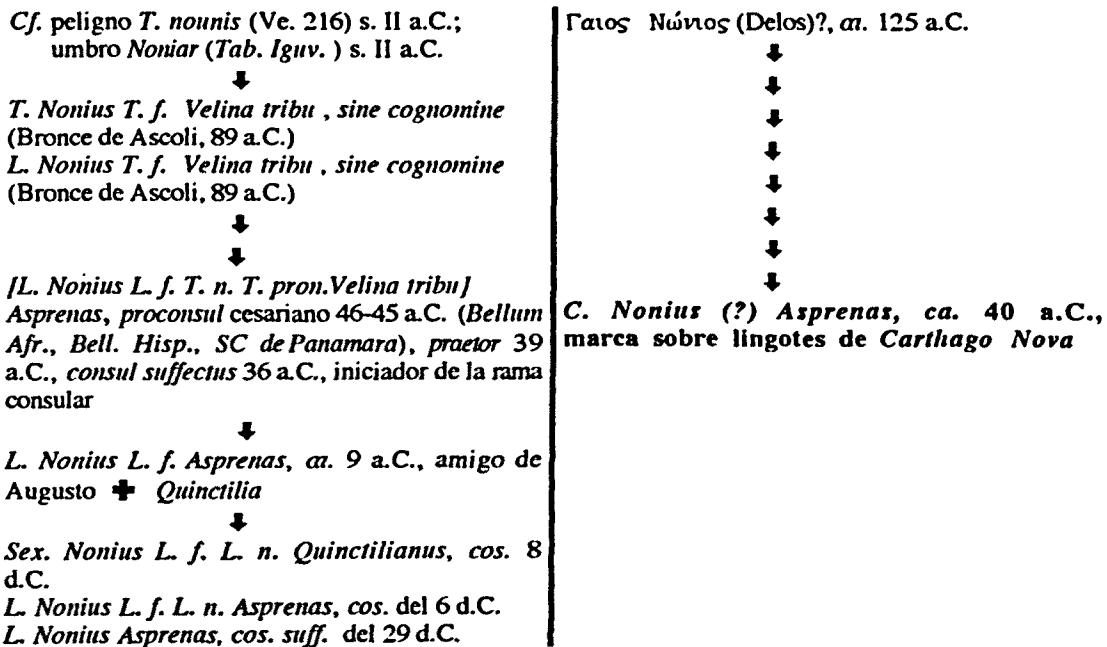 Cf. peligno T. nounis (Ve. 216) s. II a.C.;
umbro Noniar (Tab. Iguv. ) s. II a.C.
🡇
T. Nonius T. f. Velina tribu , sine cognomine
(Bronce de Ascoli, 89 a.C.)
L. Nonius T. f. Velina tribu , sine cognomine
(Bronce de Ascoli, 89 a.C.)
🡇
🡇
[L. Nonius L. f. T. n. T. pron. Velina tribu]
Asprenas, proconsul cesariano 46-45 a.C. (Bellum
Afr., Bell. Hisp., SC de Panamara), praetor 39
a.C., consul suffectus 36 a.C., iniciador de la rama
consular
🡇
L. Nonius L. f. Asprenas, ca. 9 a.C., amigo de
Augusto ✚ Quinctilia
🡇
Sex. Nonius L. f. L. n. Quinctilianus, cos. 8
d.C.
L. Nonius L. f. L. n. Asprenas, cos. del 6 d.C.
L. Nonius Asprenas, cos. suff. del 29 d.C.
Γαιος Νώνιος (Delos)?, ca. 125 a.C.
🡇
🡇
🡇
🡇
🡇
🡇
🡇
🡇
C. Nonius (?) Asprenas, ca. 40 a.C.,
marca sobre lingotes de Carthago Nova